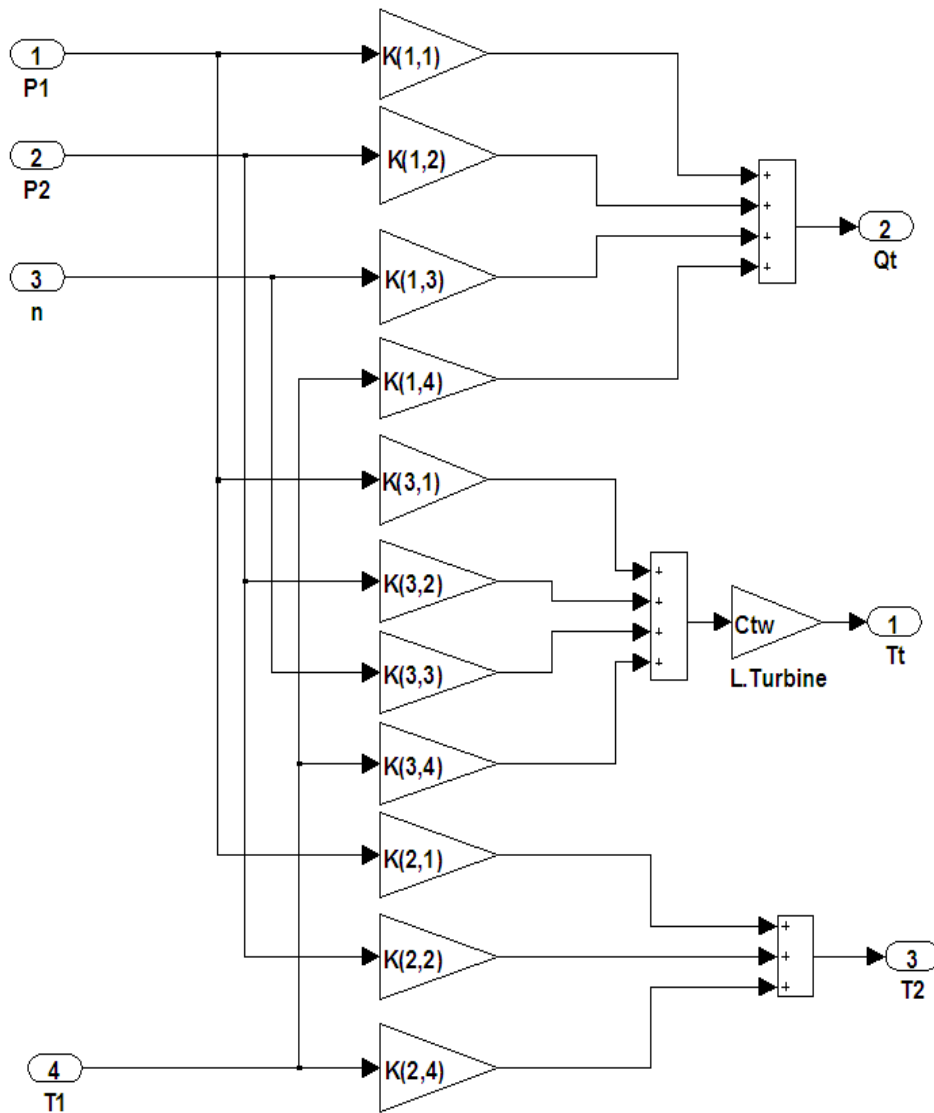 1
P1
K(1,1)
2
P2
K(1,2)
+
+
+
+
2
Qt
3
n
K(1,3)
K(1,4)
K(3,1)
K(3,2)
K(3,3)
K(3,4)
+
+
+
+
Ctw
L.Turbine
1
Tt
K(2,1)
K(2,2)
K(2,4)
+
+
+
3
T2
4
T1